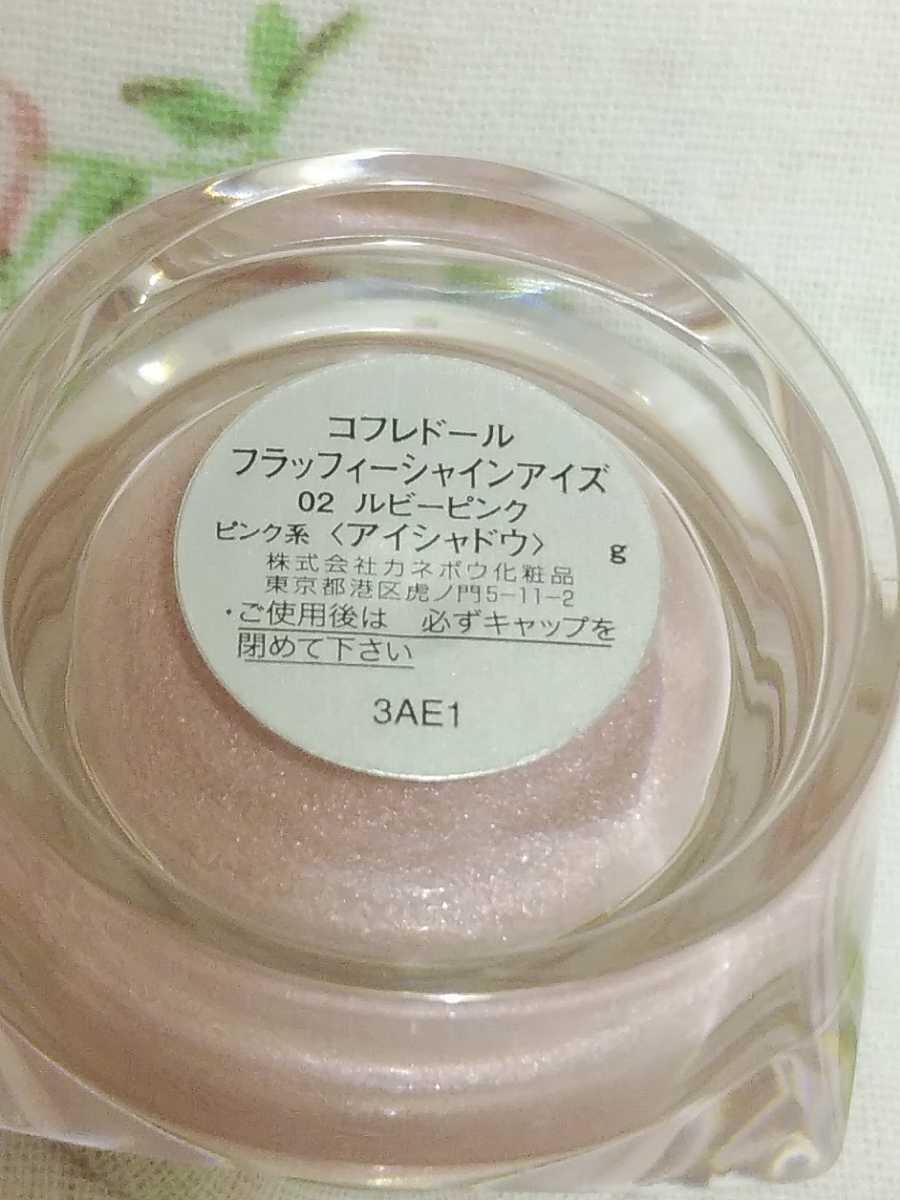 コフレドール
フラッフィーシャインアイズ
02 ルビーピンク
ピンク系〈アイシャドウ〉 g
株式会社カネボウ化粧品
東京都港区虎ノ門5-11-2
・ご使用後は 必ずキャップを
閉めて下さい
3AE1